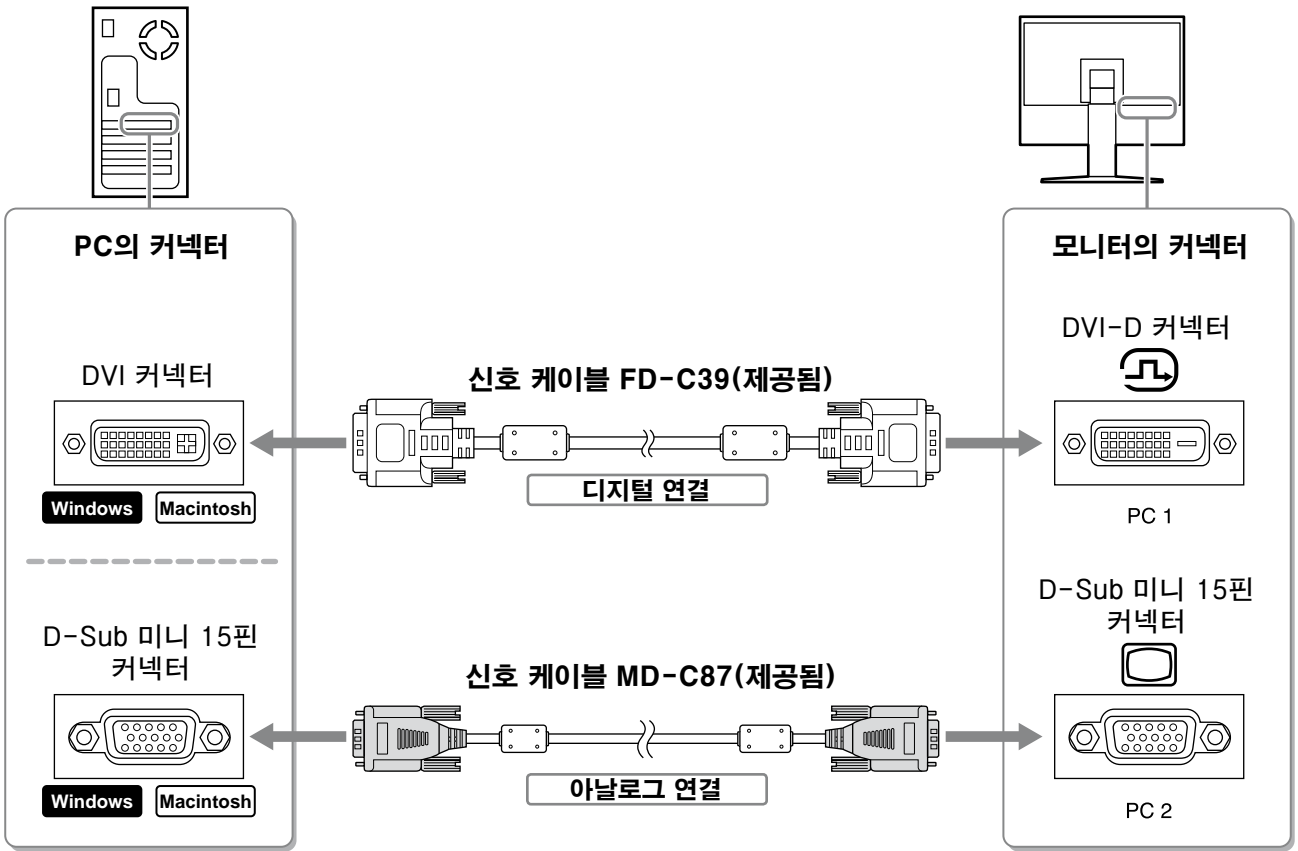 PC의 커넥터
DVI 커넥터
Windows Macintosh
D-Sub 미니 15핀
커넥터
Windows Macintosh
신호 케이블 FD-C39(제공됨)
디지털 연결
신호 케이블 MD-C87(제공됨)
아날로그 연결
모니터의 커넥터
DVI-D 커넥터
PC 1
D-Sub 미니 15핀
커넥터
PC 2